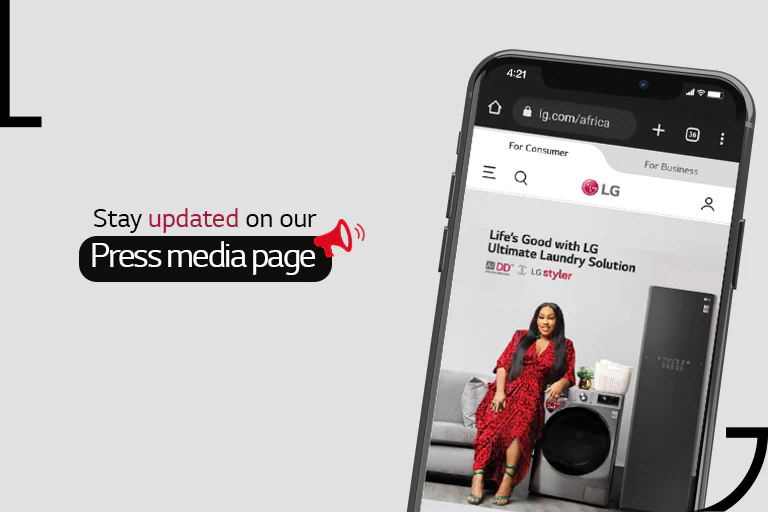 Stay updated on our
Press media page
4:21
lg.com/africa
36
For Consumer
For Business
LG
Life's Good with LG
Ultimate Laundry Solution
AI DD™
LG styler